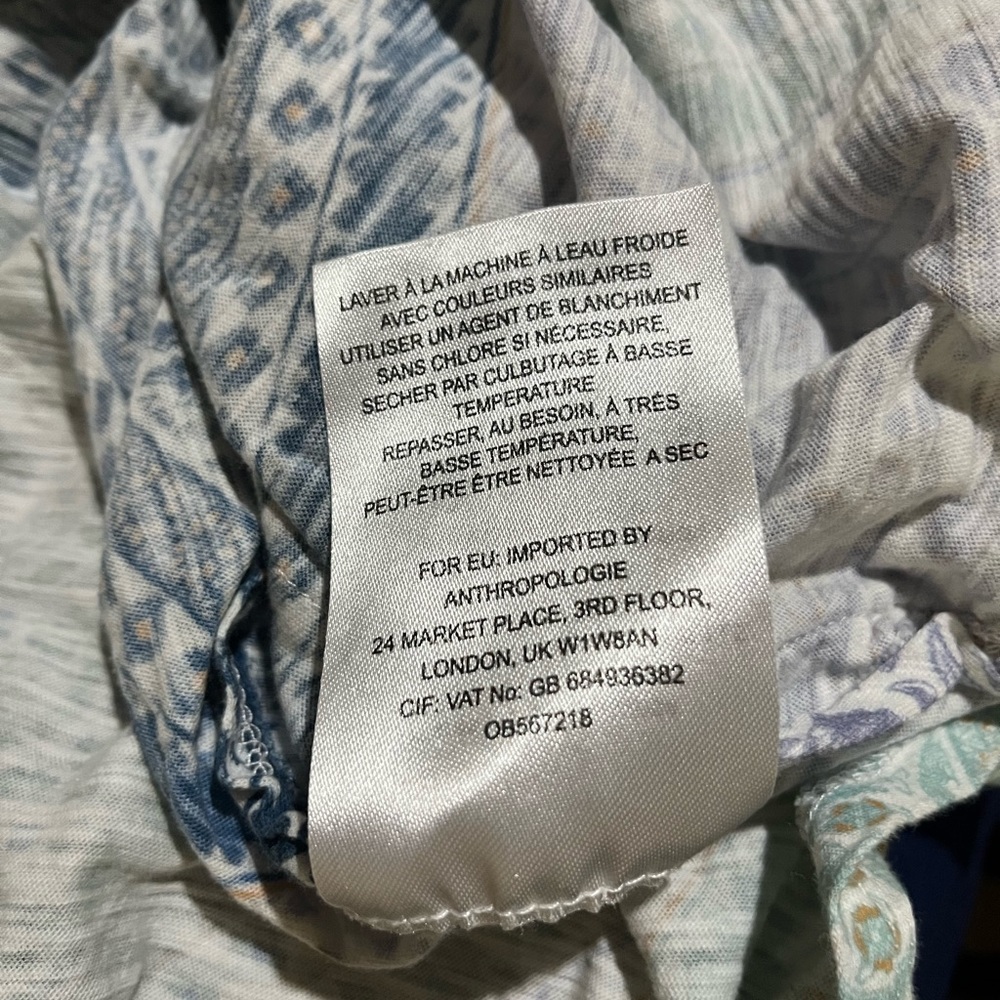 LAVER À LA MACHINE À LEAU FROIDE
AVEC COULEURS SIMILAIRES
UTILISER UN AGENT DE BLANCHIMENT
SANS CHLORE SI NÉCESSAIRE,
SECHER PAR CULBUTAGE À BASSE
TEMPERATURE
REPASSER, AU BESOIN, À TRÈS
BASSE TEMPÉRATURE,
PEUT-ÊTRE ÊTRE NETTOYÉE A SEC
FOR EU: IMPORTED BY
ANTHROPOLOGIE
24 MARKET PLACE, 3RD FLOOR,
LONDON, UK W1W8AN
CIF: VAT No: GB 684936382
OB567218